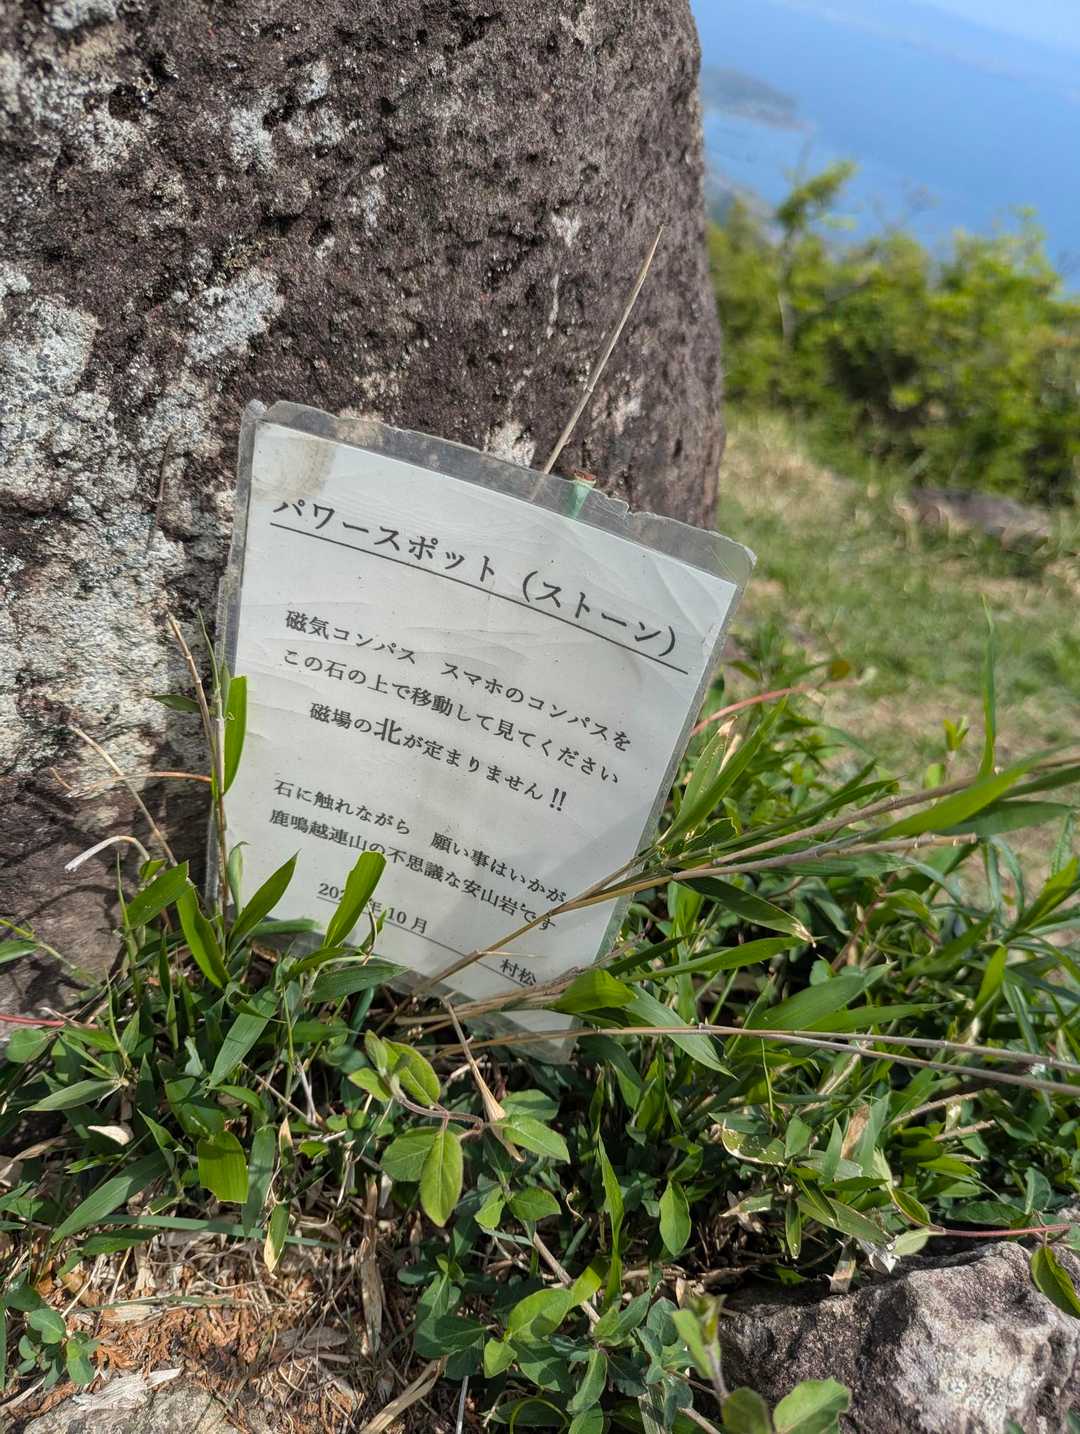 パワースポット（ストーン）
磁気コンパス　スマホのコンパスを
この石の上で移動して見てください
磁場の北が定まりません!!
石に触れながら　願い事はいかが
鹿鳴越連山の不思議な安山岩です
年10月
村松